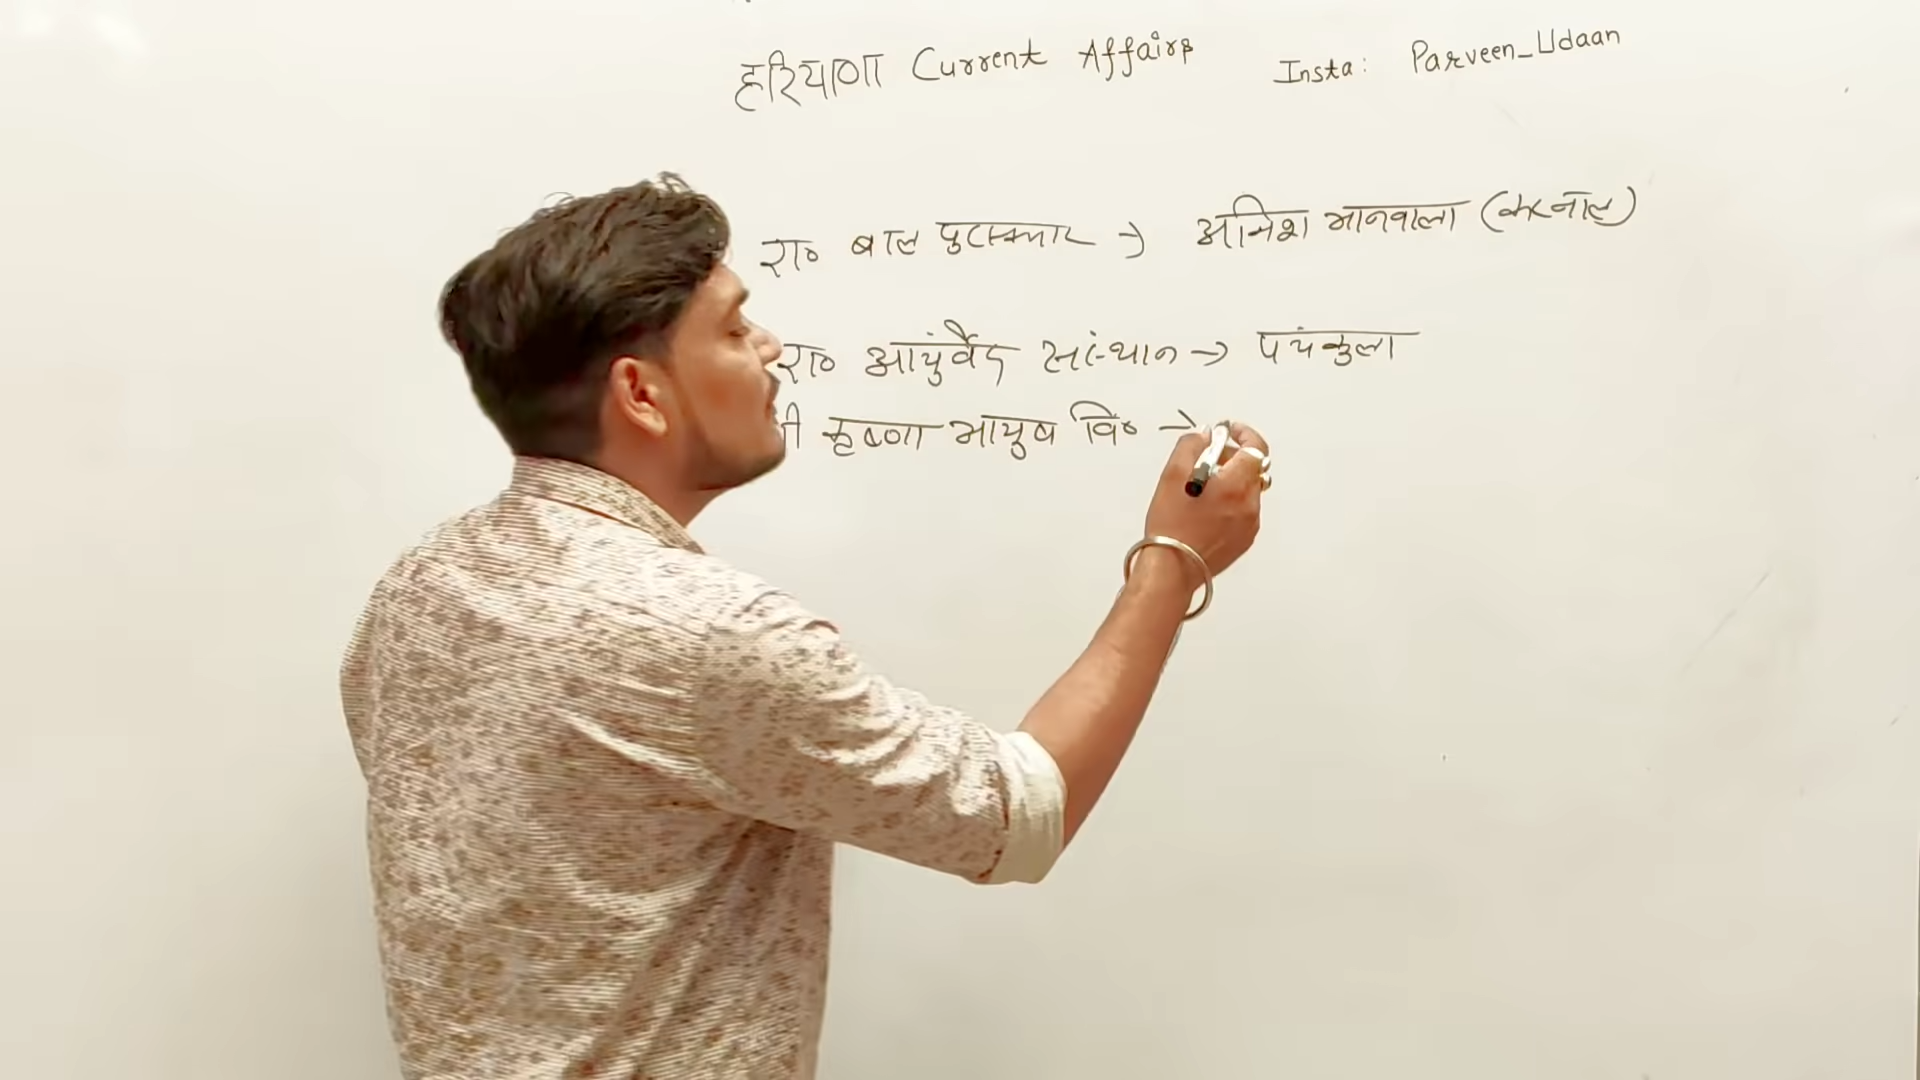 हरियाणा Current Affairs
Insta: Parveen_Udaan
रा० बाल पुरस्कार → अनिश भानवाला (करनाल)
रा० आयुर्वेद संस्थान → पंचकुला
कृष्णा आयुष वि० →